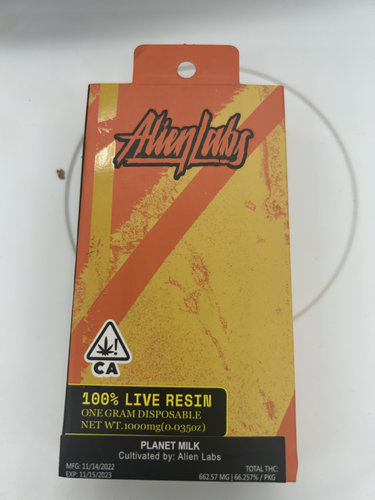 Alien Labs
CA
100% LIVE RESIN
ONE GRAM DISPOSABLE
NET WT.1000mg(0.035oz)
PLANET MILK
Cultivated by: Alien Labs
MFG: 11/14/2022
EXP: 11/15/2023
TOTAL THC:
662.57 MG | 66.257% / PKG